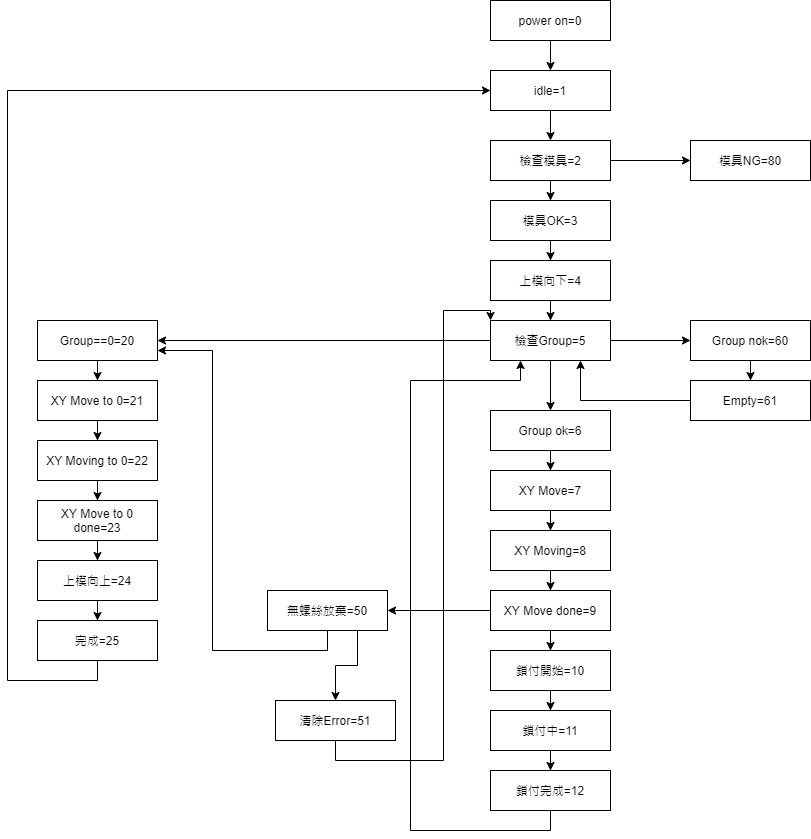 power on=0
idle=1
檢查模具=2
模具NG=80
模具OK=3
上模向下=4
Group==0=20
檢查Group=5
Group nok=60
XY Move to 0=21
Empty=61
Group ok=6
XY Moving to 0=22
XY Move=7
XY Move to 0
done=23
XY Moving=8
上模向上=24
無螺絲放棄=50
XY Move done=9
完成=25
鎖付開始=10
清除Error=51
鎖付中=11
鎖付完成=12